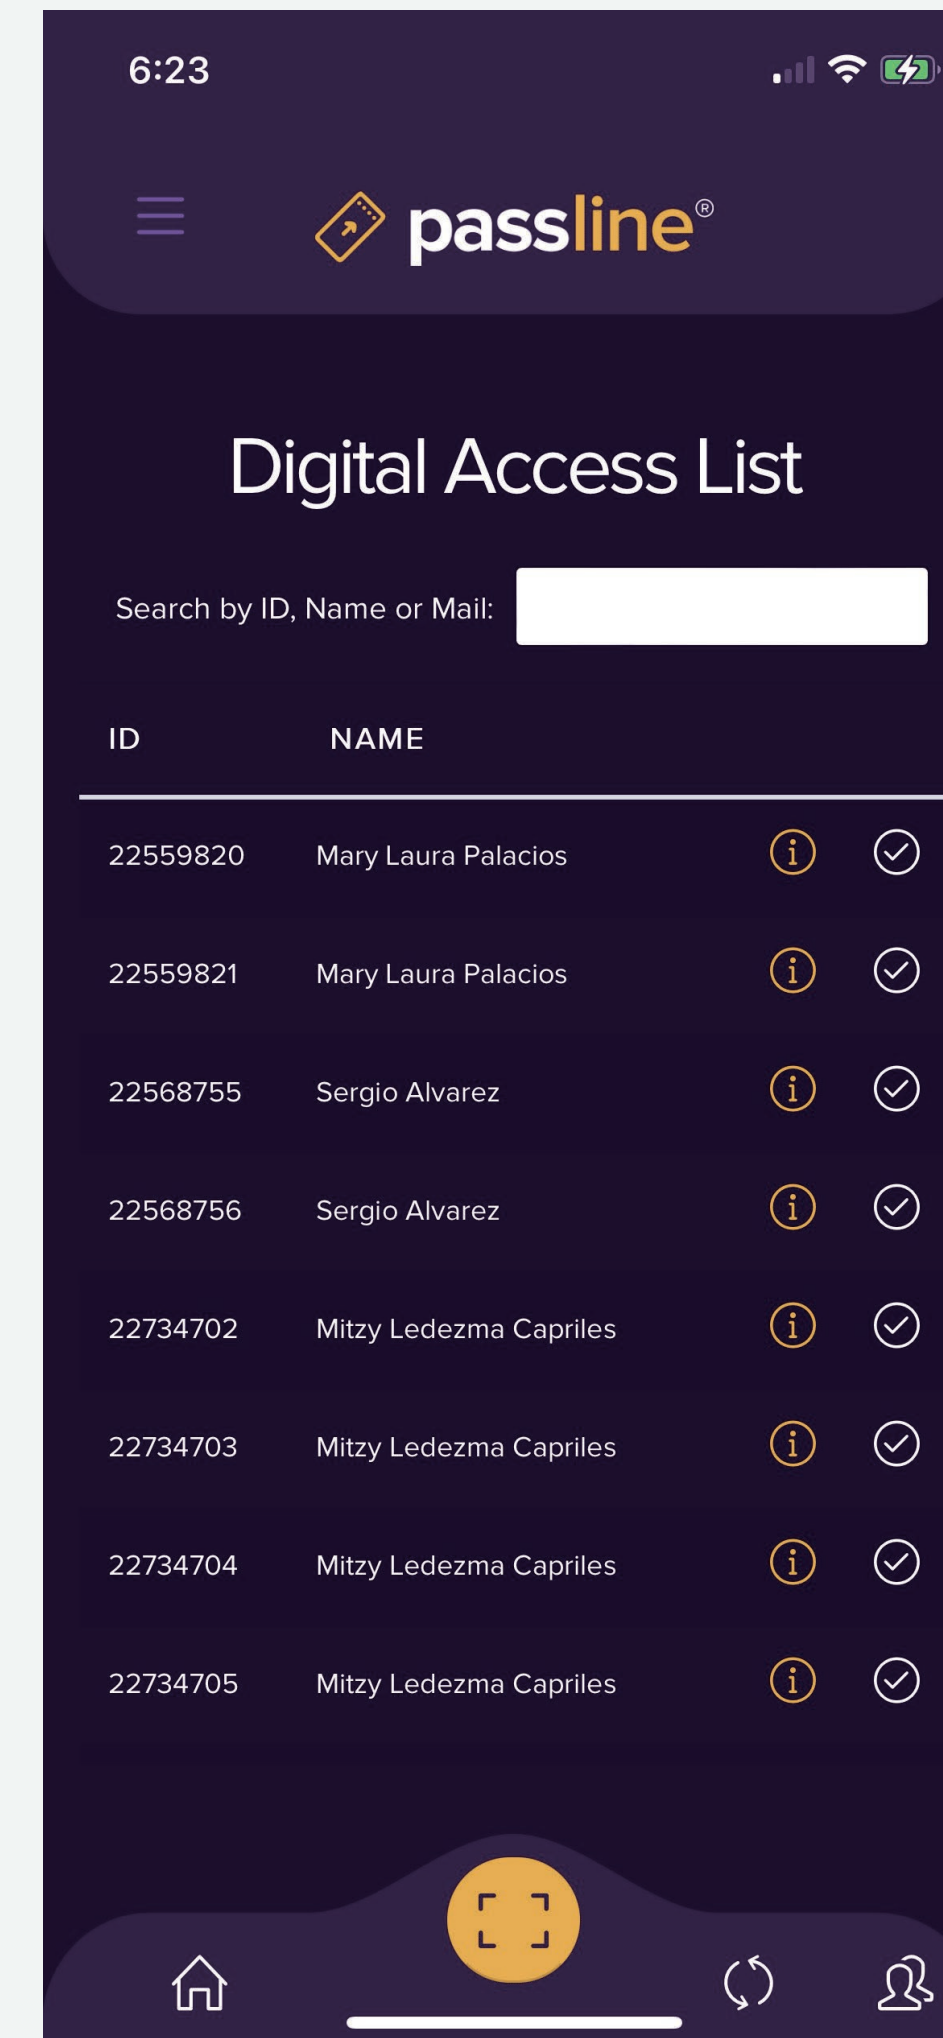 6:23
passline®
Digital Access List
Search by ID, Name or Mail:
ID NAME
22559820 Mary Laura Palacios
22559821 Mary Laura Palacios
22568755 Sergio Alvarez
22568756 Sergio Alvarez
22734702 Mitzy Ledezma Capriles
22734703 Mitzy Ledezma Capriles
22734704 Mitzy Ledezma Capriles
22734705 Mitzy Ledezma Capriles